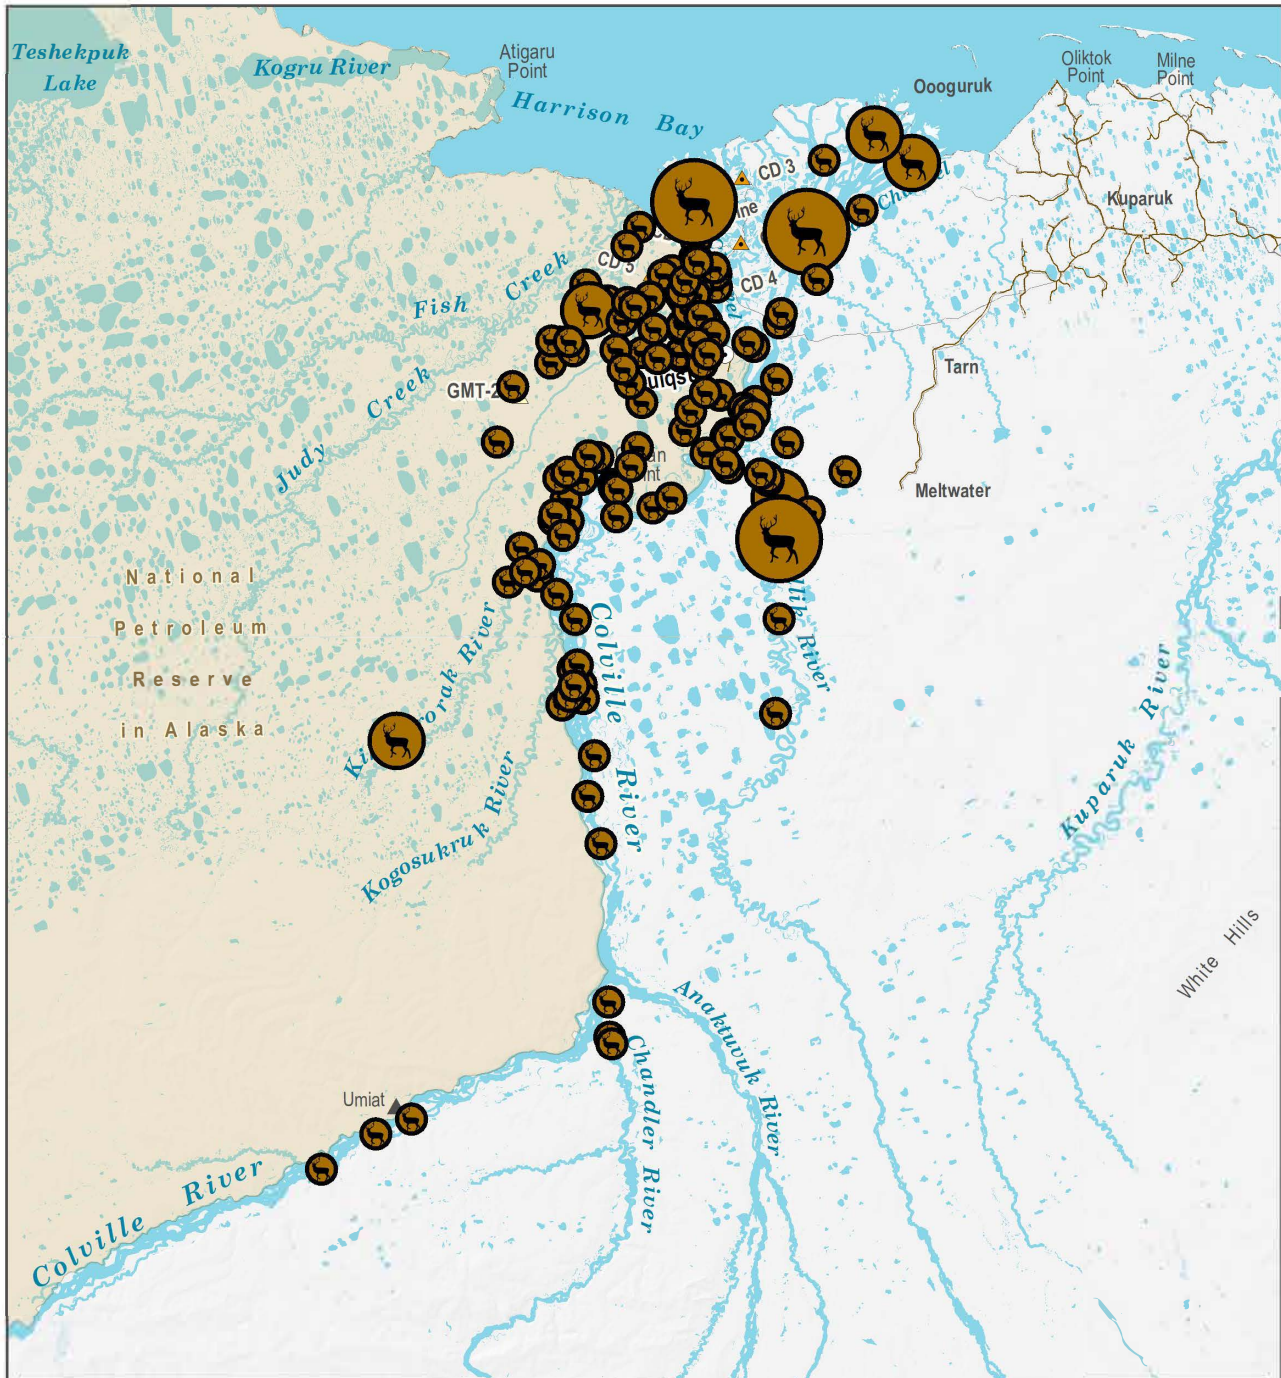 Teshekpuk
Lake
Kogru River
Atigaru
Point
Harrison Bay
Oooguruk
Oliktok
Point
Milne
Point
CD 3
Kuparuk
CD 5
CD 4
Fish Creek
Judy Creek
GMT-2
Tarn
Meltwater
National
Petroleum
Reserve
in Alaska
Colville River
River
River
Kogosukruk River
Kuparuk River
White Hills
Anaktuvuk River
Chandler River
Umiat
Colville River